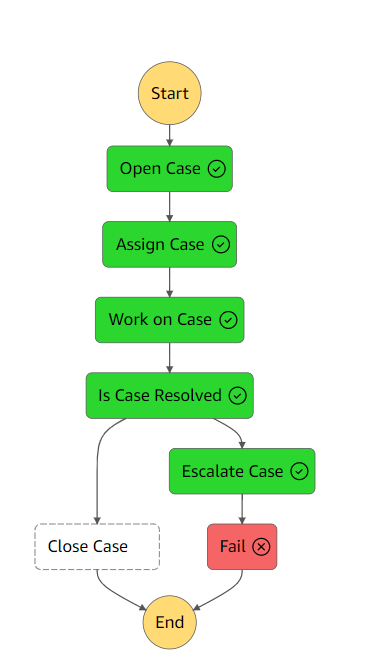 Start
Open Case
Assign Case
Work on Case
Is Case Resolved
Escalate Case
Close Case
Fail
End